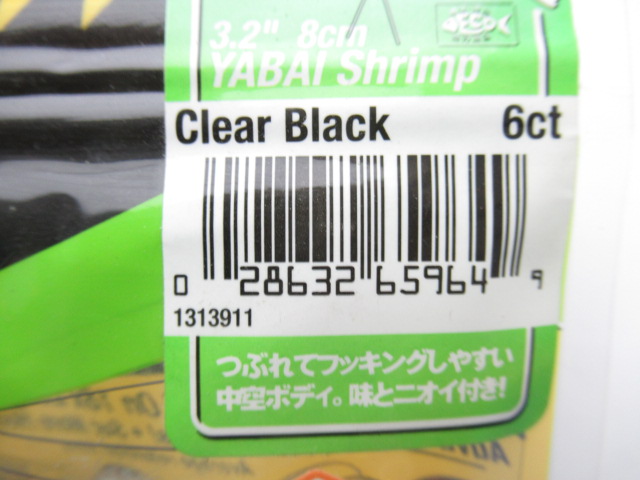 3.2" 8cm
YABAI Shrimp
Clear Black 6ct
0 28632 65964 9
1313911
つぶれてフッキングしやすい
中空ボディ。味とニオイ付き!